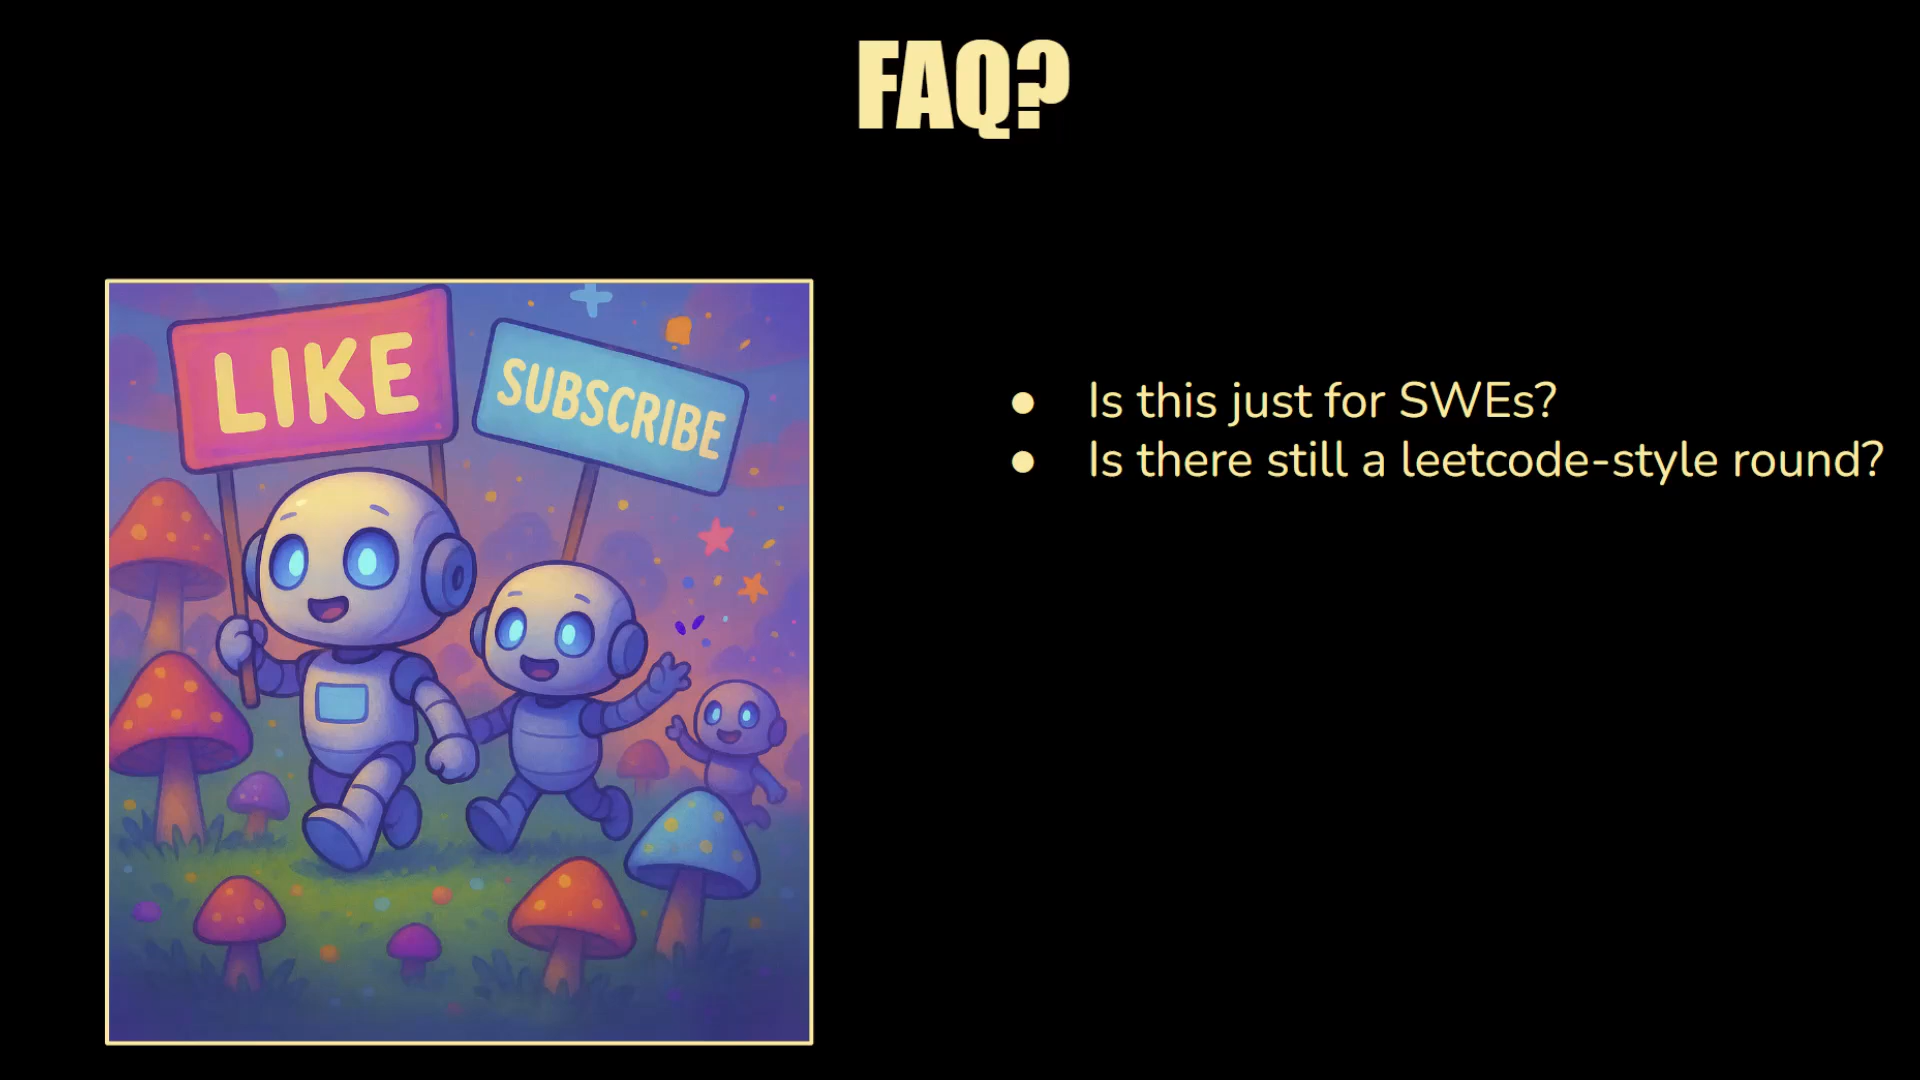 FAQ?
LIKE
SUBSCRIBE
● Is this just for SWEs?
● Is there still a leetcode-style round?